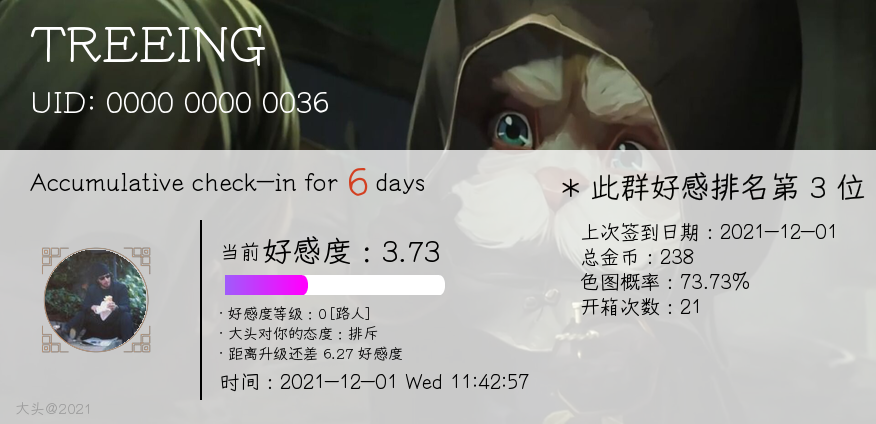 TREEING
UID: 0000 0000 0036
Accumulative check-in for 6 days
* 此群好感排名第 3 位
上次签到日期：2021-12-01
总金币：238
色图概率：73.73%
开箱次数：21
当前好感度：3.73
· 好感度等级：0[路人]
· 大头对你的态度：排斥
· 距离升级还差 6.27 好感度
时间：2021-12-01 Wed 11:42:57
大头@2021